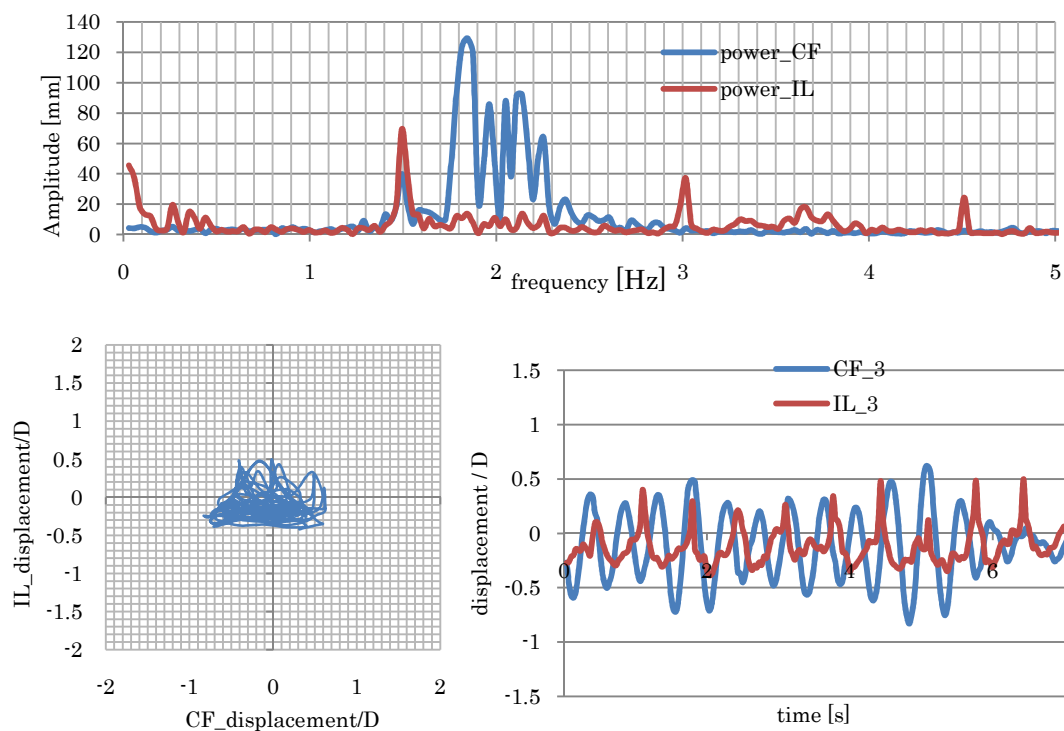 140
120
100
80
60
40
20
0
Amplitude [mm]
power_CF
power_IL
0 1 2 3 4 5
frequency [Hz]
2
1.5
1
0.5
0
-0.5
-1
-1.5
-2
IL_displacement/D
-2 -1 0 1 2
CF_displacement/D
1.5
1
0.5
0
-0.5
-1
-1.5
displacement / D
CF_3
IL_3
0 2 4 6
time [s]